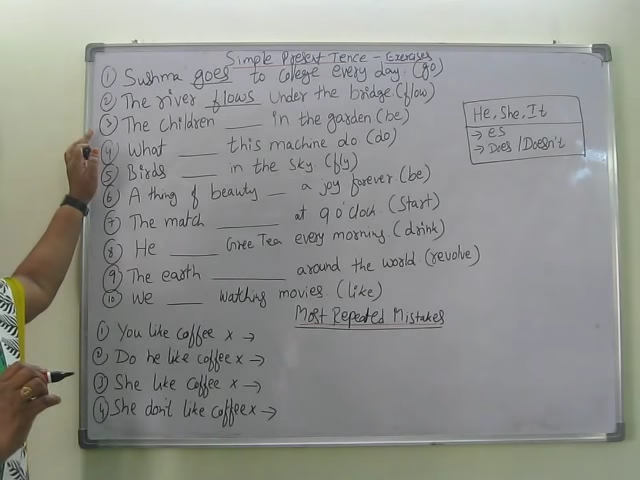 Simple Present Tence - Exercises
① Sushma goes to college every day. (go)
② The river flows under the bridge. (flow)
③ The children ____ in the garden (be)
④ What ____ this machine do (do)
⑤ Birds ____ in the sky. (fly)
⑥ A thing of beauty __ a joy forever (be)
⑦ The match ______ at 9 o'clock. (Start)
⑧ He ____ Gree Tea every morning. (drink)
⑨ The earth ______ around the world (revolve)
⑩ We ____ watching movies. (like)
He, She, It
→ es
→ Does / Doesn't
Most Repeated Mistakes
① You like coffee x →
② Do he like coffee x →
③ She like coffee x →
④ She don't like coffee x →